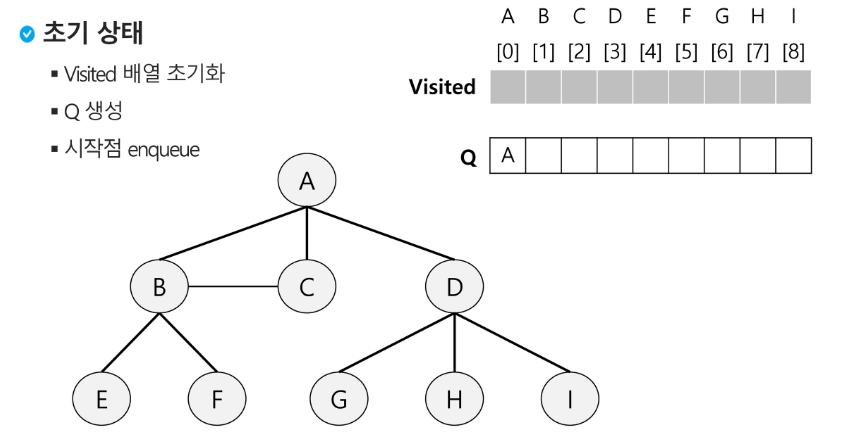 초기 상태
▪ Visited 배열 초기화
▪ Q 생성
▪ 시작점 enqueue
A B C D E F G H I
[0] [1] [2] [3] [4] [5] [6] [7] [8]
Visited
Q A
A
B C D
E F G H I